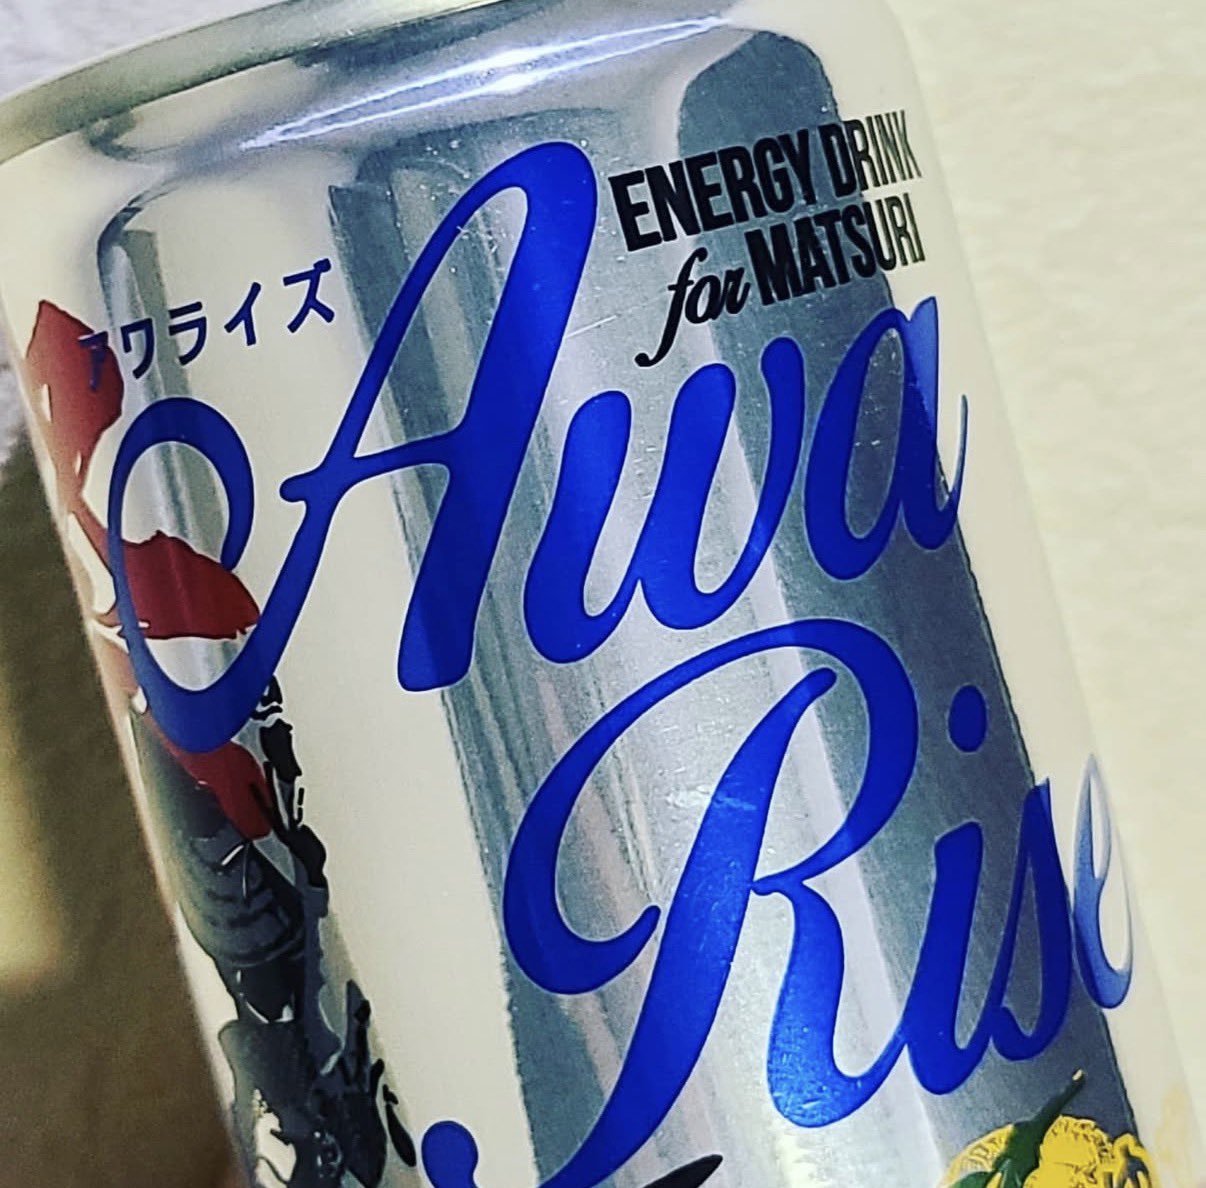 ENERGY DRINK
for MATSURI
アワライズ
Awa
Rise